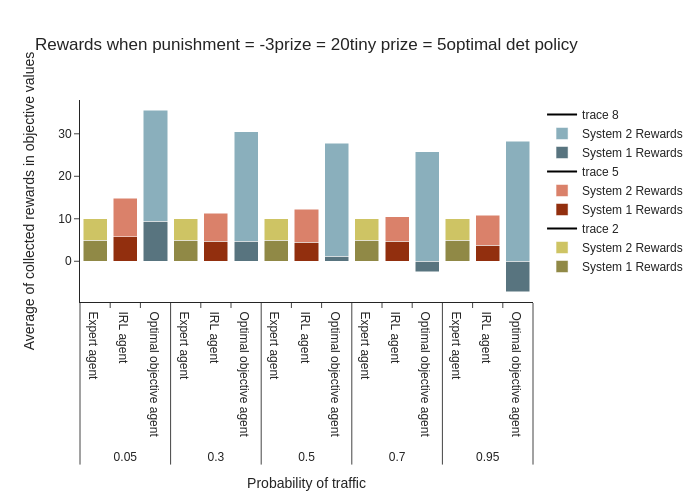 Rewards when punishment = -3prize = 20tiny prize = 5optimal det policy
Average of collected rewards in objective values
30
20
10
0
trace 8
System 2 Rewards
System 1 Rewards
trace 5
System 2 Rewards
System 1 Rewards
trace 2
System 2 Rewards
System 1 Rewards
Expert agent
IRL agent
Optimal objective agent
Expert agent
IRL agent
Optimal objective agent
Expert agent
IRL agent
Optimal objective agent
Expert agent
IRL agent
Optimal objective agent
Expert agent
IRL agent
Optimal objective agent
0.05
0.3
0.5
0.7
0.95
Probability of traffic